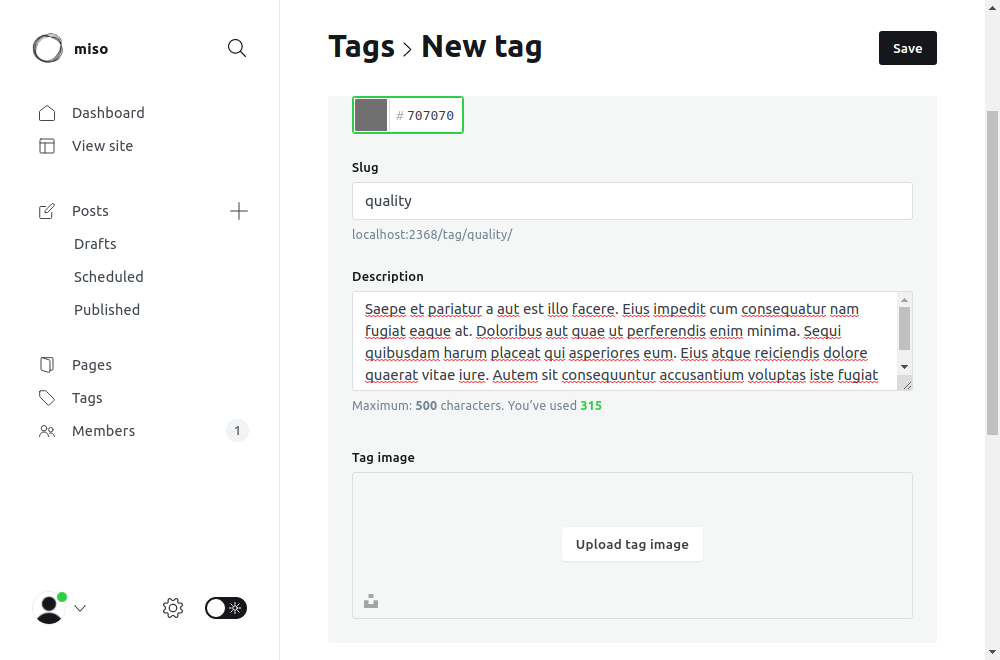 miso
Tags > New tag
Save
Dashboard
View site
Posts
Drafts
Scheduled
Published
Pages
Tags
Members
1
# 707070
Slug
quality
localhost:2368/tag/quality/
Description
Saepe et pariatur a aut est illo facere. Eius impedit cum consequatur nam
fugiat eaque at. Doloribus aut quae ut perferendis enim minima. Sequi
quibusdam harum placeat qui asperiores eum. Eius atque reiciendis dolore
quaerat vitae iure. Autem sit consequuntur accusantium voluptas iste fugiat
Maximum: 500 characters. You’ve used 315
Tag image
Upload tag image